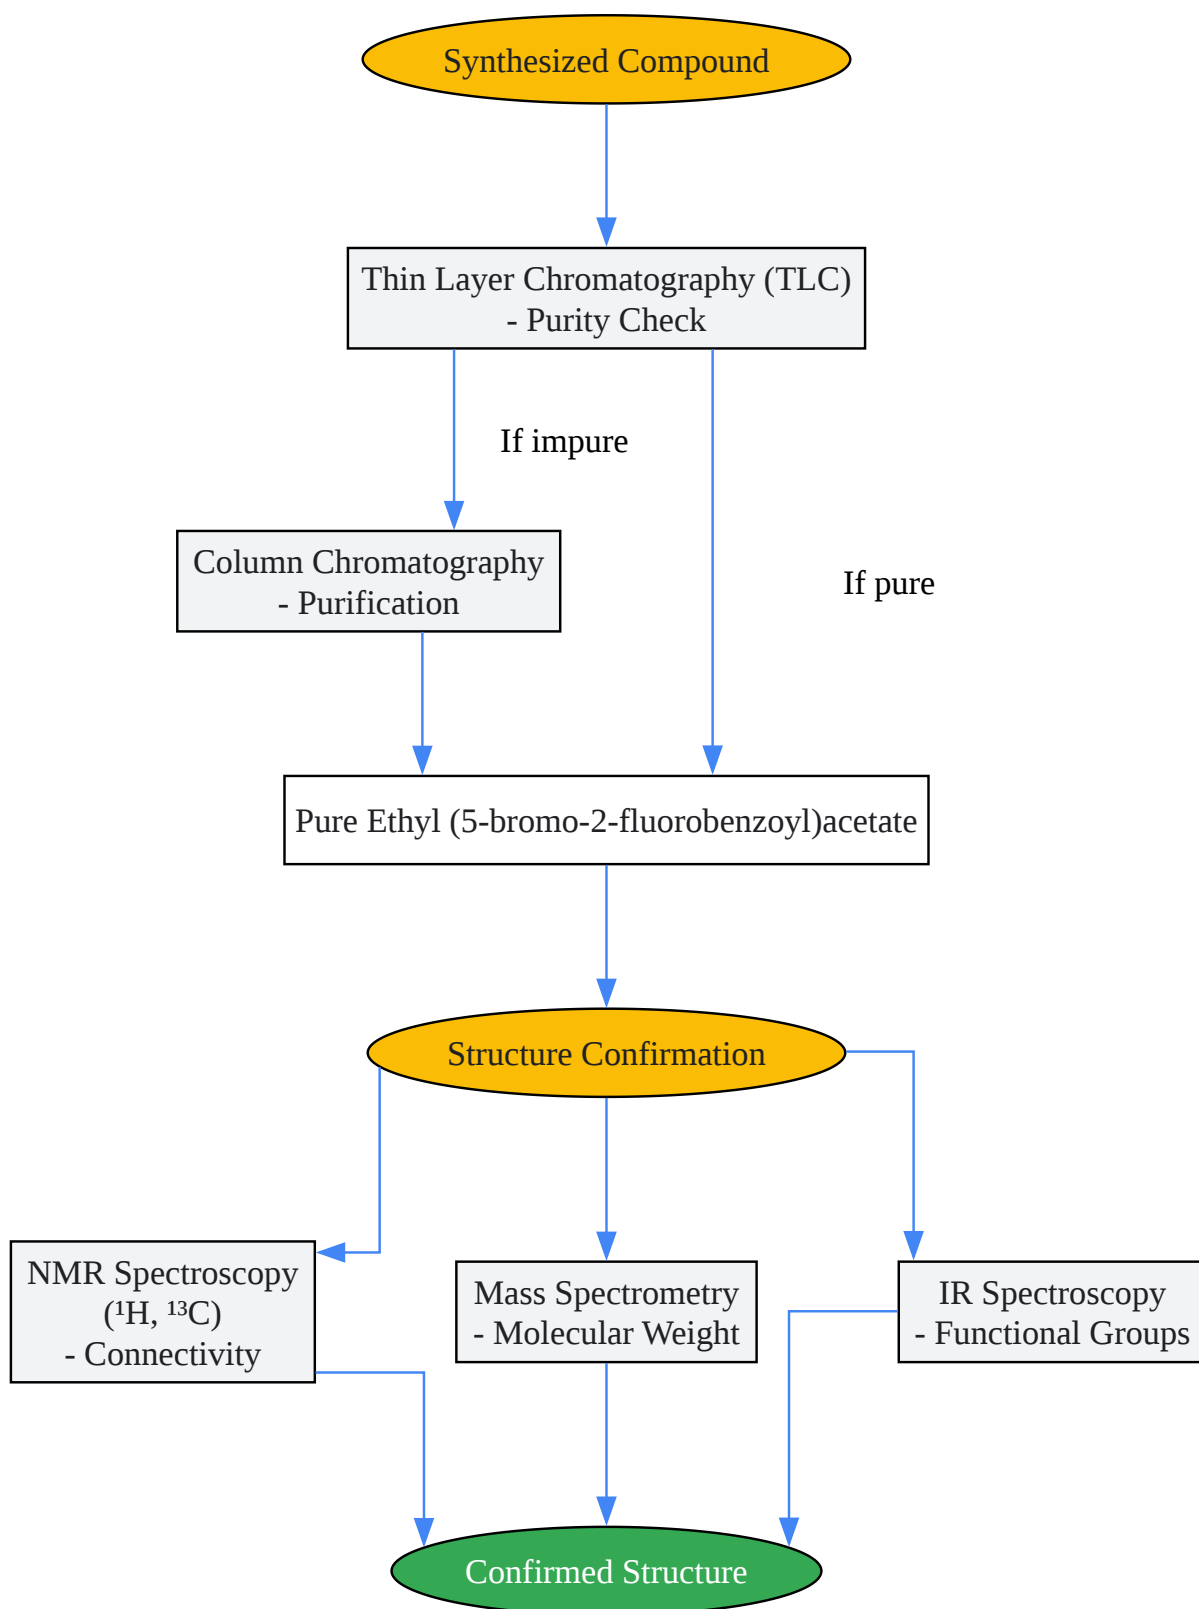 Synthesized Compound
Thin Layer Chromatography (TLC)
- Purity Check
If impure
Column Chromatography
- Purification
If pure
Pure Ethyl (5-bromo-2-fluorobenzoyl)acetate
Structure Confirmation
NMR Spectroscopy
(¹H, ¹³C)
- Connectivity
Mass Spectrometry
- Molecular Weight
IR Spectroscopy
- Functional Groups
Confirmed Structure